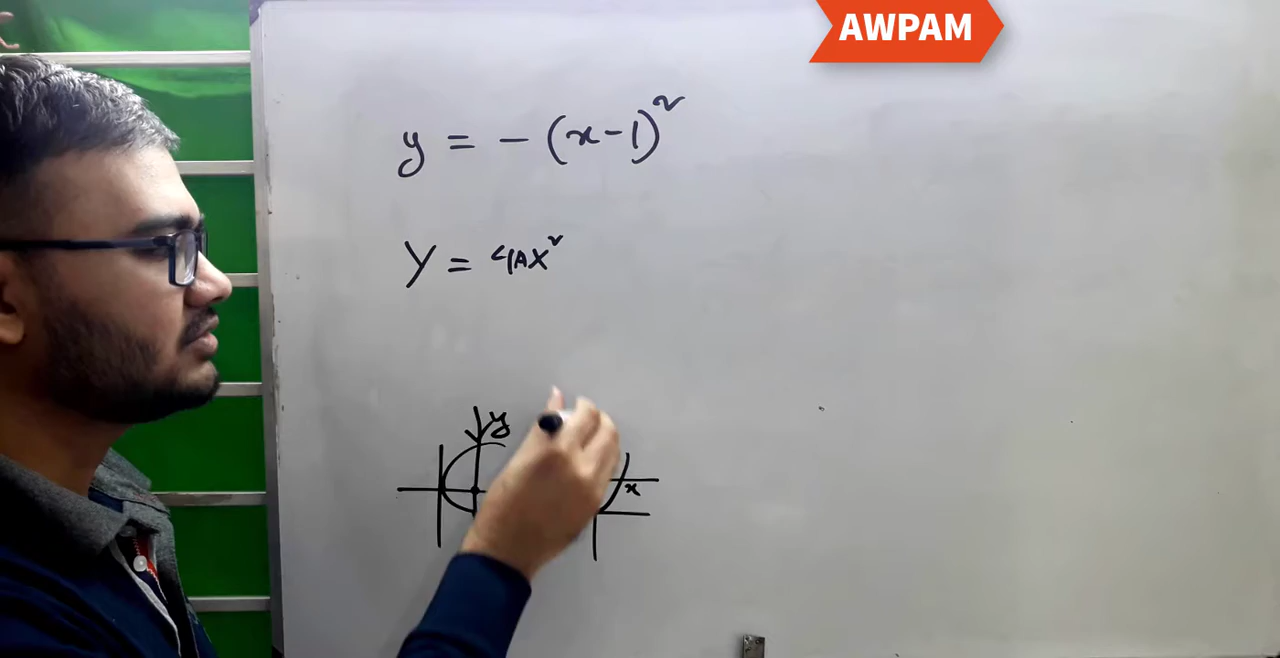 AWPAM
y = - (x-1)²
Y = 4AX²
y
x